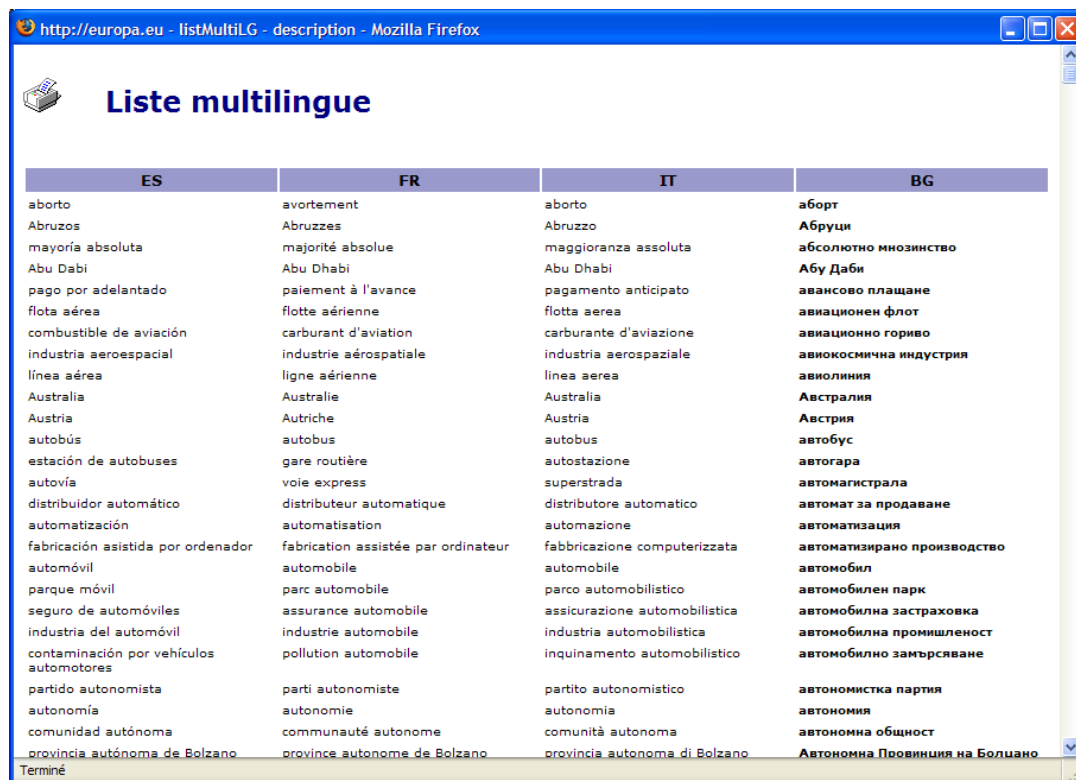 http://europa.eu - listMultiLG - description - Mozilla Firefox
Liste multilingue
ES FR IT BG
aborto avortement aborto аборт
Abruzos Abruzzes Abruzzo Абруци
mayoría absoluta majorité absolue maggioranza assoluta абсолютно мнозинство
Abu Dabi Abu Dhabi Abu Dhabi Абу Даби
pago por adelantado paiement à l'avance pagamento anticipato авансово плащане
flota aérea flotte aérienne flotta aerea авиационен флот
combustible de aviación carburant d'aviation carburante d'aviazione авиационно гориво
industria aeroespacial industrie aérospatiale industria aerospaziale авиокосмична индустрия
línea aérea ligne aérienne linea aerea авиолиния
Australia Australie Australia Австралия
Austria Autriche Austria Австрия
autobús autobus autobus автобус
estación de autobuses gare routière autostazione автогара
autovía voie express superstrada автомагистрала
distribuidor automático distributeur automatique distributore automatico автомат за продаване
automatización automatisation automazione автоматизация
fabricación asistida por ordenador fabrication assistée par ordinateur fabbricazione computerizzata автоматизирано производство
automóvil automobile automobile автомобил
parque móvil parc automobile parco automobilistico автомобилен парк
seguro de automóviles assurance automobile assicurazione automobilistica автомобилна застраховка
industria del automóvil industrie automobile industria automobilistica автомобилна промишленост
contaminación por vehículos pollution automobile inquinamento automobilistico автомобилно замърсяване
automotores
partido autonomista parti autonomiste partito autonomistico автономистка партия
autonomía autonomie autonomia автономия
comunidad autónoma communauté autonome comunità autonoma автономна общност
provincia autónoma de Bolzano province autonome de Bolzano provincia autonoma di Bolzano Автономна Провинция на Болцано
Terminé